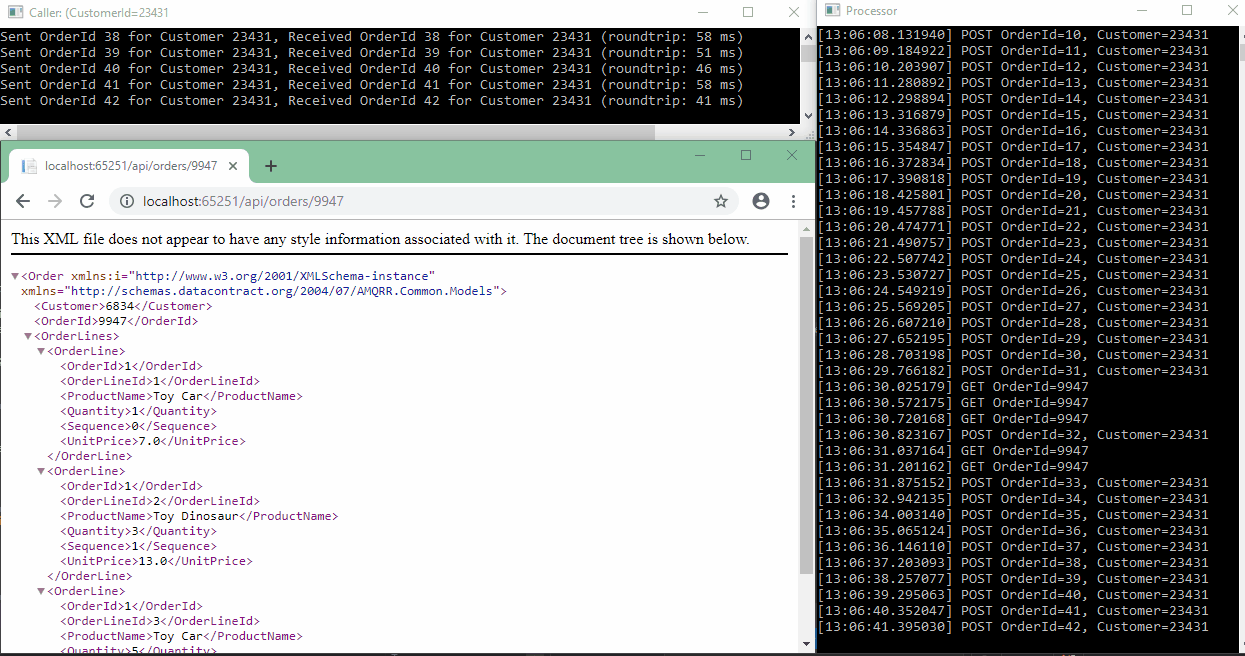 Caller: (CustomerId=23431
Sent OrderId 38 for Customer 23431, Received OrderId 38 for Customer 23431 (roundtrip: 58 ms)
Sent OrderId 39 for Customer 23431, Received OrderId 39 for Customer 23431 (roundtrip: 51 ms)
Sent OrderId 40 for Customer 23431, Received OrderId 40 for Customer 23431 (roundtrip: 46 ms)
Sent OrderId 41 for Customer 23431, Received OrderId 41 for Customer 23431 (roundtrip: 58 ms)
Sent OrderId 42 for Customer 23431, Received OrderId 42 for Customer 23431 (roundtrip: 41 ms)
localhost:65251/api/orders/9947
localhost:65251/api/orders/9947
This XML file does not appear to have any style information associated with it. The document tree is shown below.
<Order xmlns:i="http://www.w3.org/2001/XMLSchema-instance"
xmlns="http://schemas.datacontract.org/2004/07/AMQRR.Common.Models">
<Customer>6834</Customer>
<OrderId>9947</OrderId>
<OrderLines>
<OrderLine>
<OrderId>1</OrderId>
<OrderLineId>1</OrderLineId>
<ProductName>Toy Car</ProductName>
<Quantity>1</Quantity>
<Sequence>0</Sequence>
<UnitPrice>7.0</UnitPrice>
</OrderLine>
<OrderLine>
<OrderId>1</OrderId>
<OrderLineId>2</OrderLineId>
<ProductName>Toy Dinosaur</ProductName>
<Quantity>3</Quantity>
<Sequence>1</Sequence>
<UnitPrice>13.0</UnitPrice>
</OrderLine>
<OrderLine>
<OrderId>1</OrderId>
<OrderLineId>3</OrderLineId>
<ProductName>Toy Car</ProductName>
<Quantity>5</Quantity>
Processor
[13:06:08.131940] POST OrderId=10, Customer=23431
[13:06:09.184922] POST OrderId=11, Customer=23431
[13:06:10.203907] POST OrderId=12, Customer=23431
[13:06:11.280892] POST OrderId=13, Customer=23431
[13:06:12.298894] POST OrderId=14, Customer=23431
[13:06:13.316879] POST OrderId=15, Customer=23431
[13:06:14.336863] POST OrderId=16, Customer=23431
[13:06:15.354847] POST OrderId=17, Customer=23431
[13:06:16.372834] POST OrderId=18, Customer=23431
[13:06:17.390818] POST OrderId=19, Customer=23431
[13:06:18.425801] POST OrderId=20, Customer=23431
[13:06:19.457788] POST OrderId=21, Customer=23431
[13:06:20.474771] POST OrderId=22, Customer=23431
[13:06:21.490757] POST OrderId=23, Customer=23431
[13:06:22.507742] POST OrderId=24, Customer=23431
[13:06:23.530727] POST OrderId=25, Customer=23431
[13:06:24.549219] POST OrderId=26, Customer=23431
[13:06:25.569205] POST OrderId=27, Customer=23431
[13:06:26.607210] POST OrderId=28, Customer=23431
[13:06:27.652195] POST OrderId=29, Customer=23431
[13:06:28.703198] POST OrderId=30, Customer=23431
[13:06:29.766182] POST OrderId=31, Customer=23431
[13:06:30.025179] GET OrderId=9947
[13:06:30.572175] GET OrderId=9947
[13:06:30.720168] GET OrderId=9947
[13:06:30.823167] POST OrderId=32, Customer=23431
[13:06:31.037164] GET OrderId=9947
[13:06:31.201162] GET OrderId=9947
[13:06:31.875152] POST OrderId=33, Customer=23431
[13:06:32.942135] POST OrderId=34, Customer=23431
[13:06:34.003140] POST OrderId=35, Customer=23431
[13:06:35.065124] POST OrderId=36, Customer=23431
[13:06:36.146110] POST OrderId=37, Customer=23431
[13:06:37.203093] POST OrderId=38, Customer=23431
[13:06:38.257077] POST OrderId=39, Customer=23431
[13:06:39.295063] POST OrderId=40, Customer=23431
[13:06:40.352047] POST OrderId=41, Customer=23431
[13:06:41.395030] POST OrderId=42, Customer=23431